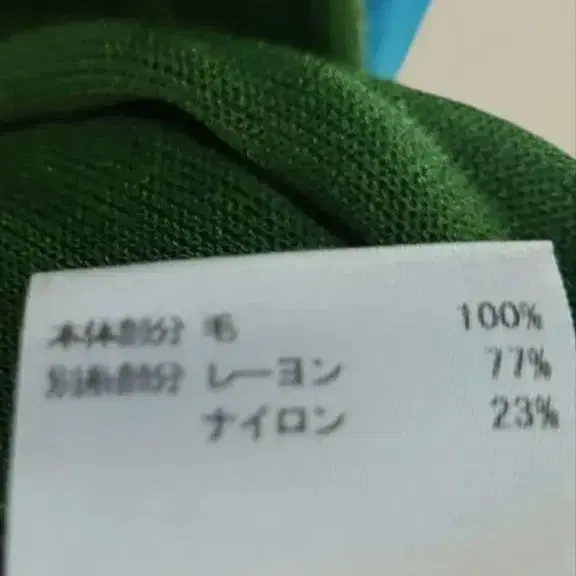 本体部分 毛 100%
別糸部分 レーヨン 77%
ナイロン 23%